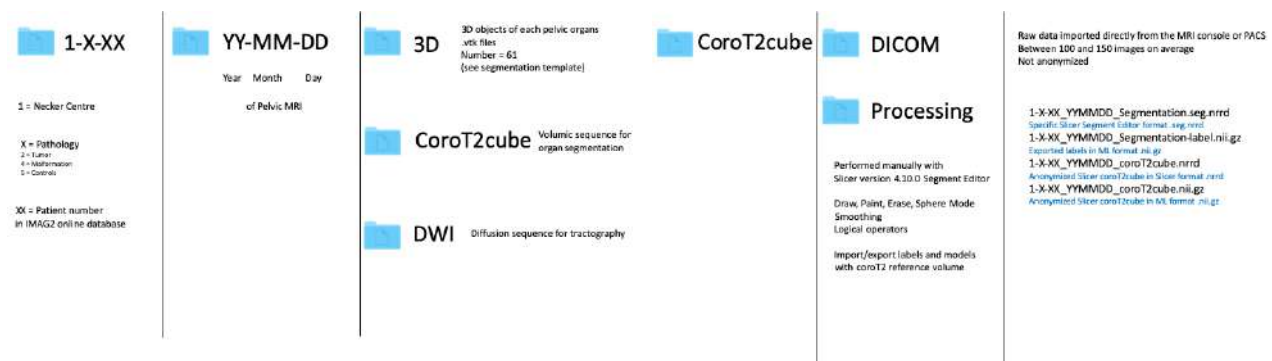 1-X-XX
1 = Necker Centre
X = Pathology
2 = Tumor
4 = Malformation
5 = Controls
XX = Patient number
in IMAG2 online database
YY-MM-DD
Year Month Day
of Pelvic MRI
3D
3D objects of each pelvic organs
.vtk files
Number = 61
(see segmentation template)
CoroT2cube
Volumic sequence for
organ segmentation
DWI
Diffusion sequence for tractography
CoroT2cube
DICOM
Processing
Performed manually with
Slicer version 4.10.0 Segment Editor
Draw, Paint, Erase, Sphere Mode
Smoothing
Logical operators
Import/export labels and models
with coroT2 reference volume
Raw data imported directly from the MRI console or PACS
Between 100 and 150 images on average
Not anonymized
1-X-XX_YYMMDD_Segmentation.seg.nrrd
Specific Slicer Segment Editor format .seg.nrrd
1-X-XX_YYMMDD_Segmentation-label.nii.gz
Exported labels in ML format .nii.gz
1-X-XX_YYMMDD_coroT2cube.nrrd
Anonymized Slicer coroT2cube in Slicer format .nrrd
1-X-XX_YYMMDD_coroT2cube.nii.gz
Anonymized Slicer coroT2cube in ML format .nii.gz